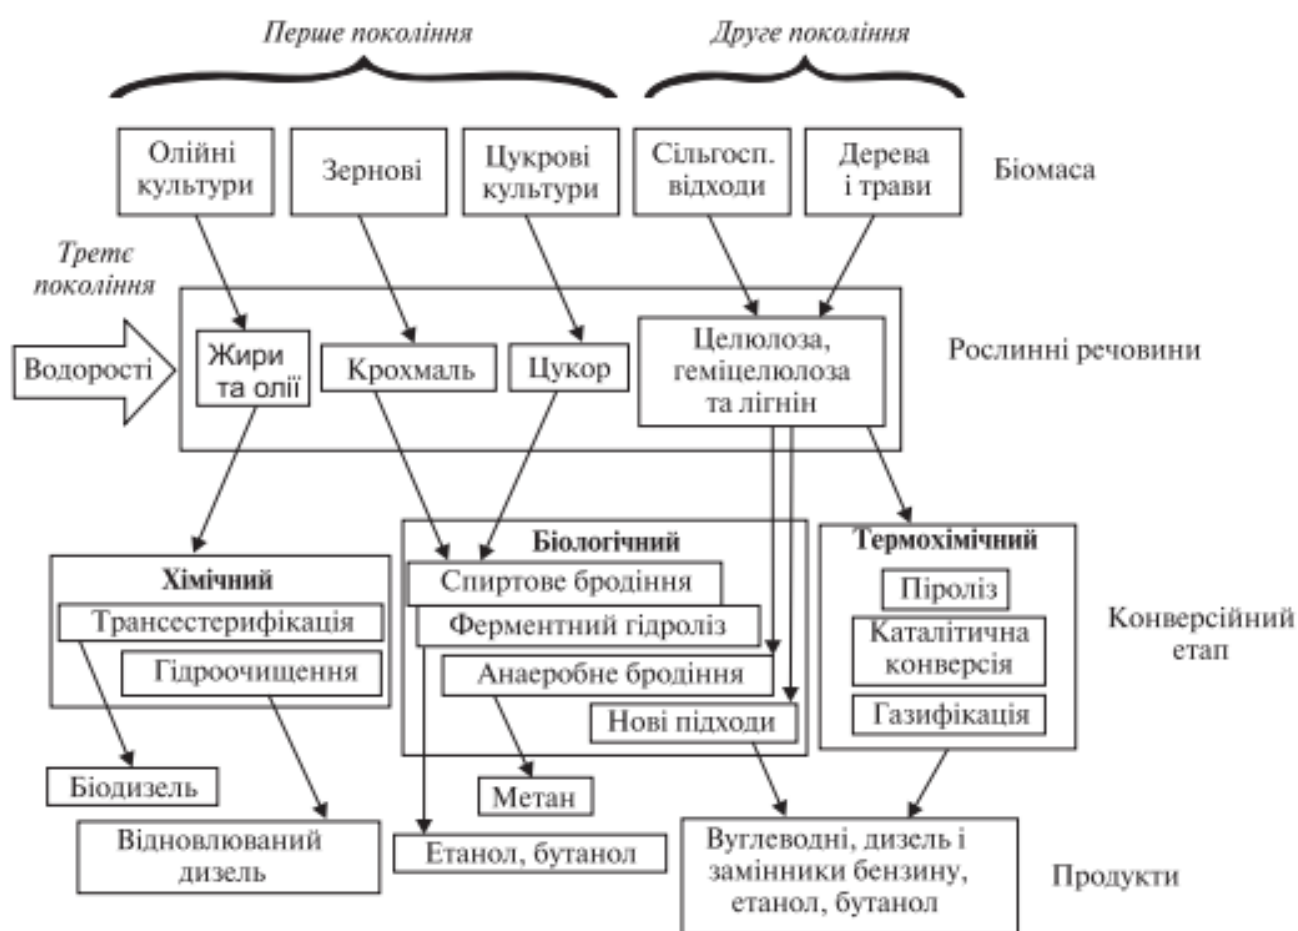 Перше покоління
Друге покоління
Олійні
культури
Зернові
Цукрові
культури
Сільгосп.
відходи
Дерева
і трави
Біомаса
Третє
покоління
Водорості
Жири
та олії
Крохмаль
Цукор
Целюлоза,
геміцелюлоза
та лігнін
Рослинні речовини
Хімічний
Трансестерифікація
Гідроочищення
Біологічний
Спиртове бродіння
Ферментний гідроліз
Анаеробне бродіння
Нові підходи
Термохімічний
Піроліз
Каталітична
конверсія
Газифікація
Конверсійний
етап
Біодизель
Відновлюваний
дизель
Метан
Етанол, бутанол
Вуглеводні, дизель і
замінники бензину,
етанол, бутанол
Продукти